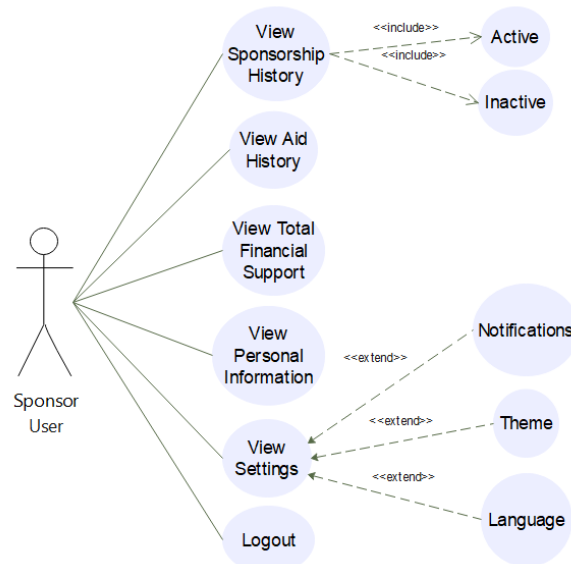 View
Sponsorship
History
<<include>>
Active
<<include>>
Inactive
View Aid
History
View Total
Financial
Support
View
Personal
Information
Notifications
<<extend>>
Sponsor
User
View
Settings
<<extend>>
Theme
<<extend>>
Language
Logout